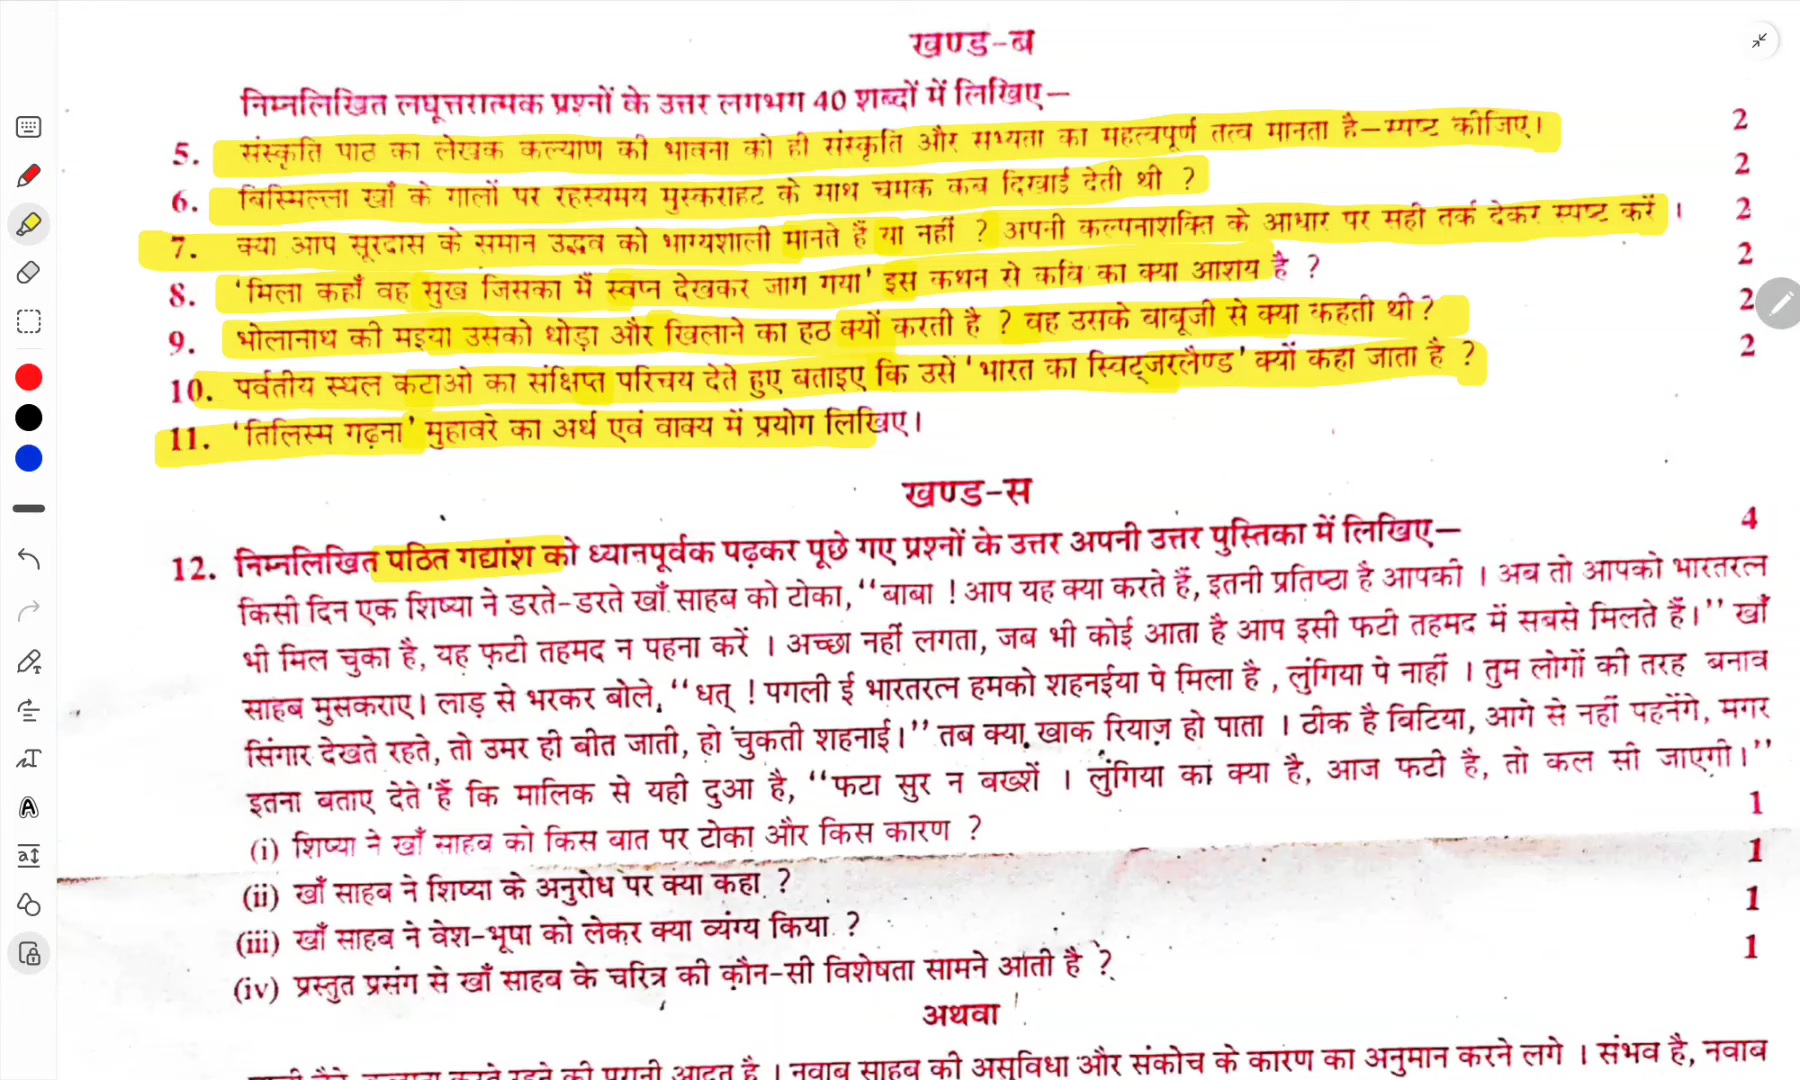 खण्ड-ब
निम्नलिखित लघूत्तरात्मक प्रश्नों के उत्तर लगभग 40 शब्दों में लिखिए—
5. संस्कृति पाठ का लेखक कल्याण की भावना को ही संस्कृति और सभ्यता का महत्वपूर्ण तत्व मानता है—स्पष्ट कीजिए। 2
6. बिस्मिल्ला खाँ के गालों पर रहस्यमय मुस्कराहट के साथ चमक कब दिखाई देती थी ? 2
7. क्या आप सूरदास के समान उद्धव को भाग्यशाली मानते हैं या नहीं ? अपनी कल्पनाशक्ति के आधार पर सही तर्क देकर स्पष्ट करें । 2
8. 'मिला कहाँ वह सुख जिसका मैं स्वप्न देखकर जाग गया' इस कथन से कवि का क्या आशय है ? 2
9. भोलानाथ की मइया उसको थोड़ा और खिलाने का हठ क्यों करती है ? वह उसके बाबूजी से क्या कहती थी ? 2
10. पर्वतीय स्थल कटाओ का संक्षिप्त परिचय देते हुए बताइए कि उसे 'भारत का स्विट्जरलैण्ड' क्यों कहा जाता है ? 2
11. 'तिलिस्म गढ़ना' मुहावरे का अर्थ एवं वाक्य में प्रयोग लिखिए।
खण्ड-स
12. निम्नलिखित पठित गद्यांश को ध्यानपूर्वक पढ़कर पूछे गए प्रश्नों के उत्तर अपनी उत्तर पुस्तिका में लिखिए— 4
किसी दिन एक शिष्या ने डरते-डरते खाँ साहब को टोका, ''बाबा ! आप यह क्या करते हैं, इतनी प्रतिष्ठा है आपकी । अब तो आपको भारतरत्न
भी मिल चुका है, यह फटी तहमद न पहना करें । अच्छा नहीं लगता, जब भी कोई आता है आप इसी फटी तहमद में सबसे मिलते हैं।'' खाँ
साहब मुसकराए। लाड़ से भरकर बोले, ''धत् ! पगली ई भारतरत्न हमको शहनईया पे मिला है , लुंगिया पे नाहीं । तुम लोगों की तरह बनाव
सिंगार देखते रहते, तो उमर ही बीत जाती, हो चुकती शहनाई।'' तब क्या खाक रियाज़ हो पाता । ठीक है बिटिया, आगे से नहीं पहनेंगे, मगर
इतना बताए देते हैं कि मालिक से यही दुआ है, ''फटा सुर न बख्शें । लुंगिया का क्या है, आज फटी है, तो कल सी जाएगी।''
(i) शिष्या ने खाँ साहब को किस बात पर टोका और किस कारण ? 1
(ii) खाँ साहब ने शिष्या के अनुरोध पर क्या कहा ? 1
(iii) खाँ साहब ने वेश-भूषा को लेकर क्या व्यंग्य किया ? 1
(iv) प्रस्तुत प्रसंग से खाँ साहब के चरित्र की कौन-सी विशेषता सामने आती है ? 1
अथवा
पुरानी आदत है । नवाब साहब की असुविधा और संकोच के कारण का अनुमान करने लगे । संभव है, नवाब